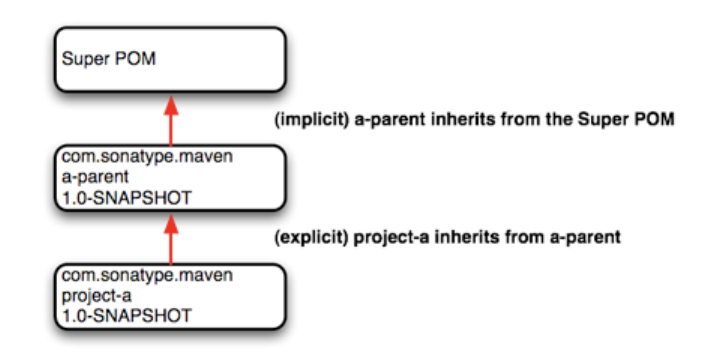 Super POM
(implicit) a-parent inherits from the Super POM
com.sonatype.maven
a-parent
1.0-SNAPSHOT
(explicit) project-a inherits from a-parent
com.sonatype.maven
project-a
1.0-SNAPSHOT